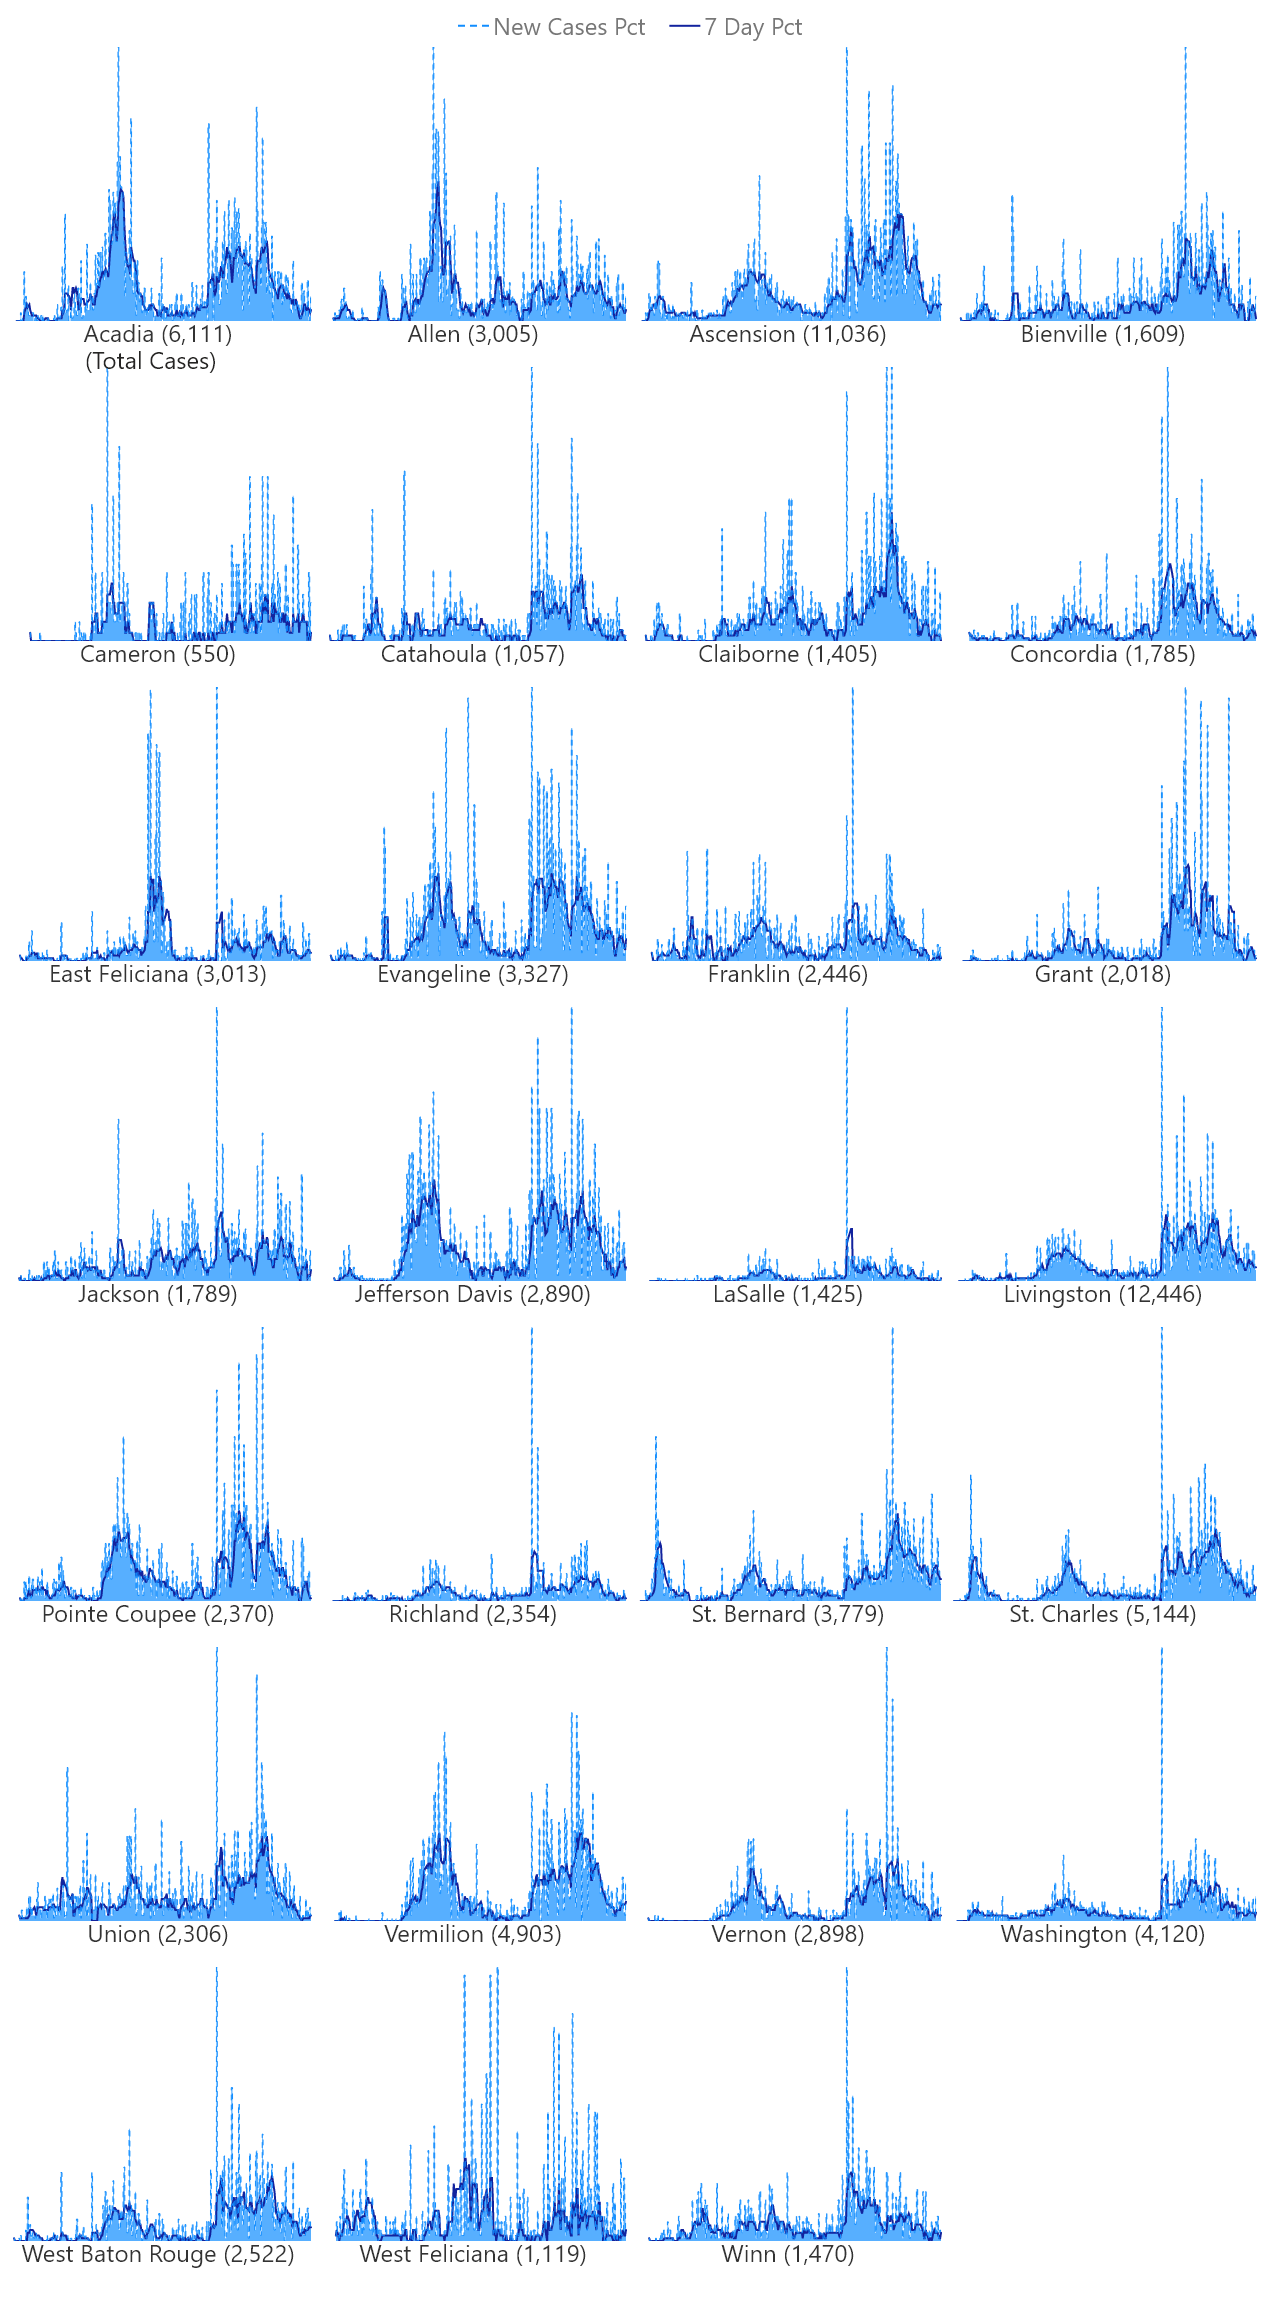 New Cases Pct 7 Day Pct
Acadia (6,111) Allen (3,005) Ascension (11,036) Bienville (1,609)
(Total Cases)
Cameron (550) Catahoula (1,057) Claiborne (1,405) Concordia (1,785)
East Feliciana (3,013) Evangeline (3,327) Franklin (2,446) Grant (2,018)
Jackson (1,789) Jefferson Davis (2,890) LaSalle (1,425) Livingston (12,446)
Pointe Coupee (2,370) Richland (2,354) St. Bernard (3,779) St. Charles (5,144)
Union (2,306) Vermilion (4,903) Vernon (2,898) Washington (4,120)
West Baton Rouge (2,522) West Feliciana (1,119) Winn (1,470)